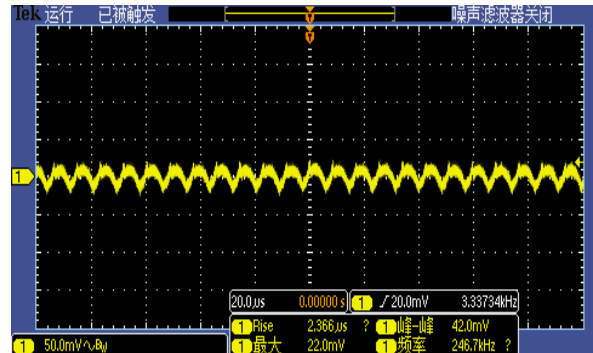 Tek 运行 已被触发 噪声滤波器关闭
1
20.0µs 0.00000 s 1 20.0mV 3.33734kHz
1 Rise 2.366µs ? 1 峰-峰 42.0mV
1 50.0mV BW 1 最大 22.0mV 1 频率 246.7kHz ?